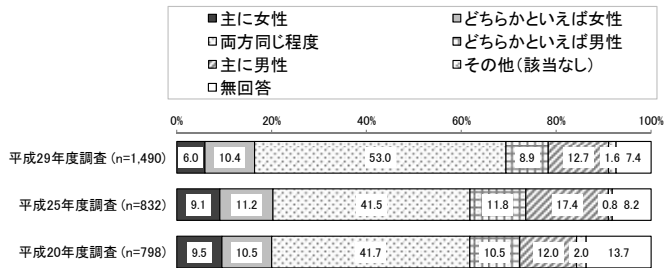 ■主に女性 ■どちらかといえば女性
□両方同じ程度 □どちらかといえば男性
■主に男性 □その他（該当なし）
□無回答
0% 20% 40% 60% 80% 100%
平成29年度調査 (n=1,490) 6.0 10.4 53.0 8.9 12.7 1.6 7.4
平成25年度調査 (n=832) 9.1 11.2 41.5 11.8 17.4 0.8 8.2
平成20年度調査 (n=798) 9.5 10.5 41.7 10.5 12.0 2.0 13.7